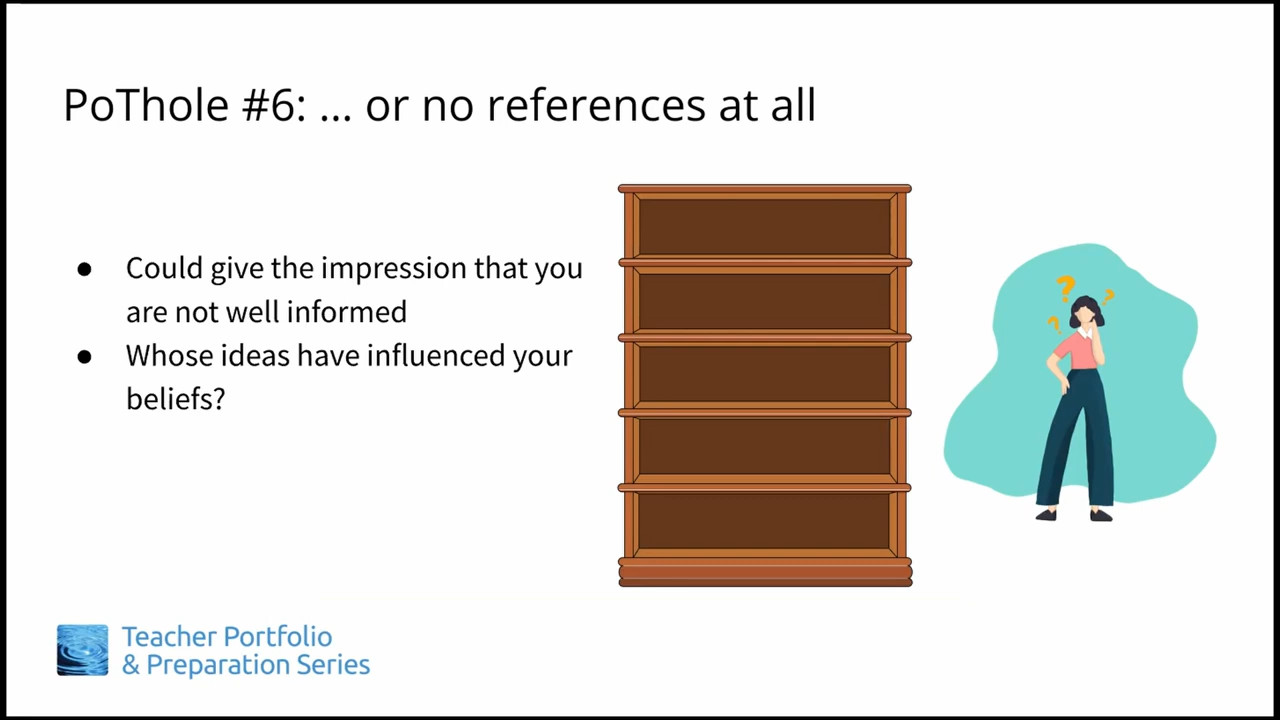 PoThole #6: ... or no references at all
● Could give the impression that you
are not well informed
● Whose ideas have influenced your
beliefs?
? ? ?
Teacher Portfolio
& Preparation Series